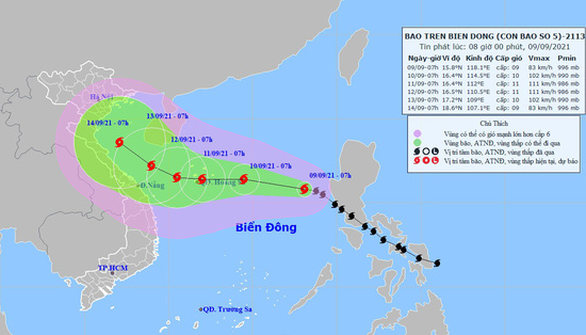 BAO TREN BIEN DONG (CON BAO SO 5)-2113
Tin phát lúc: 08 giờ 00 phút, 09/09/2021
Ngày-giờ Vĩ độ Kinh độ Cấp gió Vmax Pmin
09/09-07h 15.8°N 118.1°E cấp: 09 83 km/h 996 mb
10/09-07h 16.4°N 114.5°E cấp: 10 102 km/h 990 mb
11/09-07h 16.4°N 112°E cấp: 11 111 km/h 986 mb
12/09-07h 16.5°N cấp: 11 111 km/h 986 mb
13/09-07h 17.2°N 109°E cấp: 10 102 km/h 990 mb
14/09-07h 18.6°N 107.1°E cấp: 09 83 km/h 996 mb
Chú Thích
Vùng có thể có gió mạnh lớn hơn cấp 6
Vùng bão, ATNĐ, vùng thấp có thể đi qua
Vị trí tâm bão, ATNĐ, vùng thấp đã qua
Vị trí tâm bão, ATNĐ, vùng thấp hiện tại, dự báo
Hà Nội
14/09/21 - 07h
13/09/21 - 07h
12/09/21 - 07h
11/09/21 - 07h
10/09/21 - 07h
09/09/21 - 07h
Đ.Nẵng
QĐ. Hoàng Sa
Biển Đông
TP.HCM
QĐ. Trường Sa